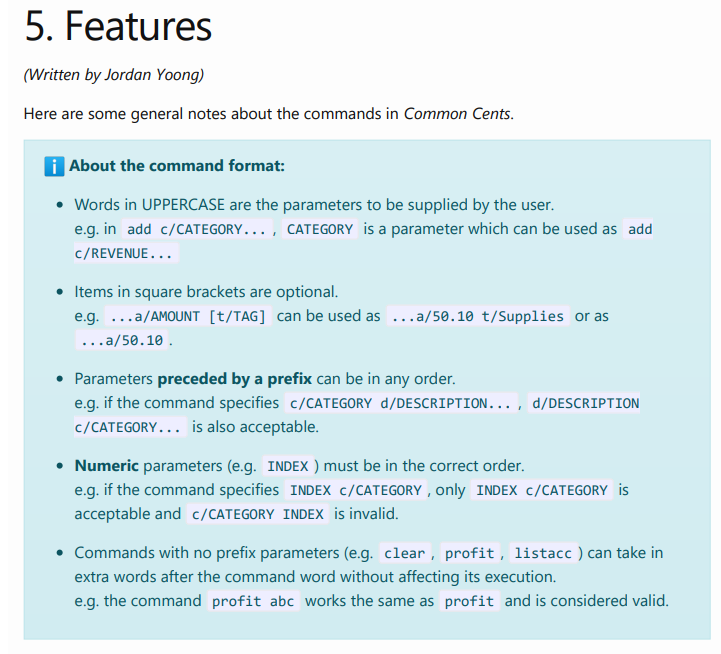 5. Features
(Written by Jordan Yoong)
Here are some general notes about the commands in Common Cents.
About the command format:
Words in UPPERCASE are the parameters to be supplied by the user.
e.g. in add c/CATEGORY... , CATEGORY is a parameter which can be used as add
c/REVENUE...
Items in square brackets are optional.
e.g. ...a/AMOUNT [t/TAG] can be used as ...a/50.10 t/Supplies or as
...a/50.10 .
Parameters preceded by a prefix can be in any order.
e.g. if the command specifies c/CATEGORY d/DESCRIPTION... , d/DESCRIPTION
c/CATEGORY... is also acceptable.
Numeric parameters (e.g. INDEX ) must be in the correct order.
e.g. if the command specifies INDEX c/CATEGORY , only INDEX c/CATEGORY is
acceptable and c/CATEGORY INDEX is invalid.
Commands with no prefix parameters (e.g. clear , profit , listacc ) can take in
extra words after the command word without affecting its execution.
e.g. the command profit abc works the same as profit and is considered valid.